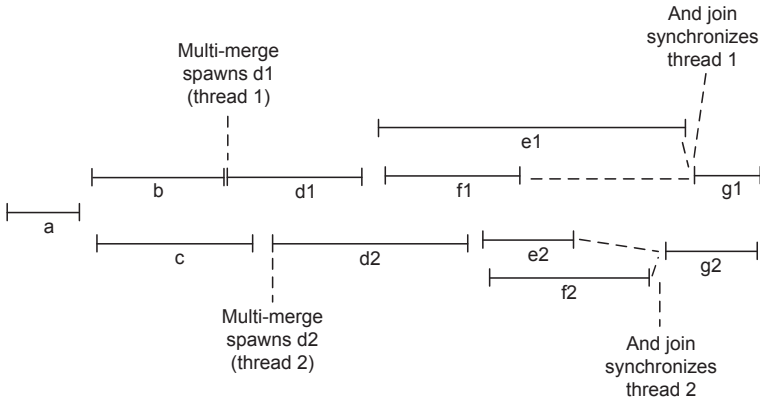 And join
synchronizes
thread 1
Multi-merge
spawns d1
(thread 1)
e1
b
d1
f1
g1
a
c
d2
e2
g2
f2
Multi-merge
spawns d2
(thread 2)
And join
synchronizes
thread 2